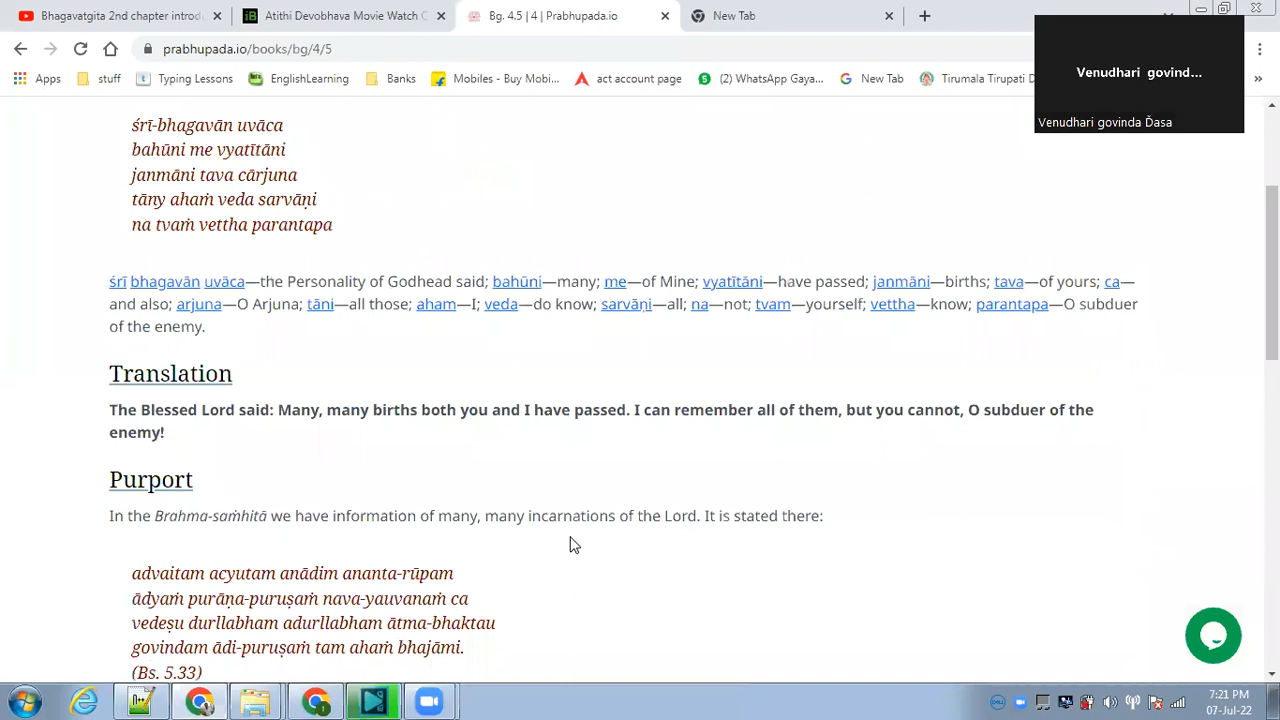 Bhagavatgita 2nd chapter introd
Atithi Devobhava Movie Watch O
Bg. 4.5 | 4 | Prabhupada.io
New Tab
prabhupada.io/books/bg/4/5
Apps
stuff
Typing Lessons
EnglishLearning
Banks
Mobiles - Buy Mobi...
act account page
(2) WhatsApp Gaya...
New Tab
Tirumala Tirupati D
Venudhari govind...
Venudhari govinda Ďasa
śrī-bhagavān uvāca
bahūni me vyatītāni
janmāni tava cārjuna
tāny ahaṁ veda sarvāṇi
na tvaṁ vettha parantapa
śrī bhagavān uvāca—the Personality of Godhead said; bahūni—many; me—of Mine; vyatītāni—have passed; janmāni—births; tava—of yours; ca—
and also; arjuna—O Arjuna; tāni—all those; aham—I; veda—do know; sarvāṇi—all; na—not; tvam—yourself; vettha—know; parantapa—O subduer
of the enemy.
Translation
The Blessed Lord said: Many, many births both you and I have passed. I can remember all of them, but you cannot, O subduer of the
enemy!
Purport
In the Brahma-saṁhitā we have information of many, many incarnations of the Lord. It is stated there:
advaitam acyutam anādim ananta-rūpam
ādyaṁ purāṇa-puruṣaṁ nava-yauvanaṁ ca
vedeṣu durllabham adurllabham ātma-bhaktau
govindam ādi-puruṣaṁ tam ahaṁ bhajāmi.
(Bs. 5.33)
7:21 PM
07-Jul-22